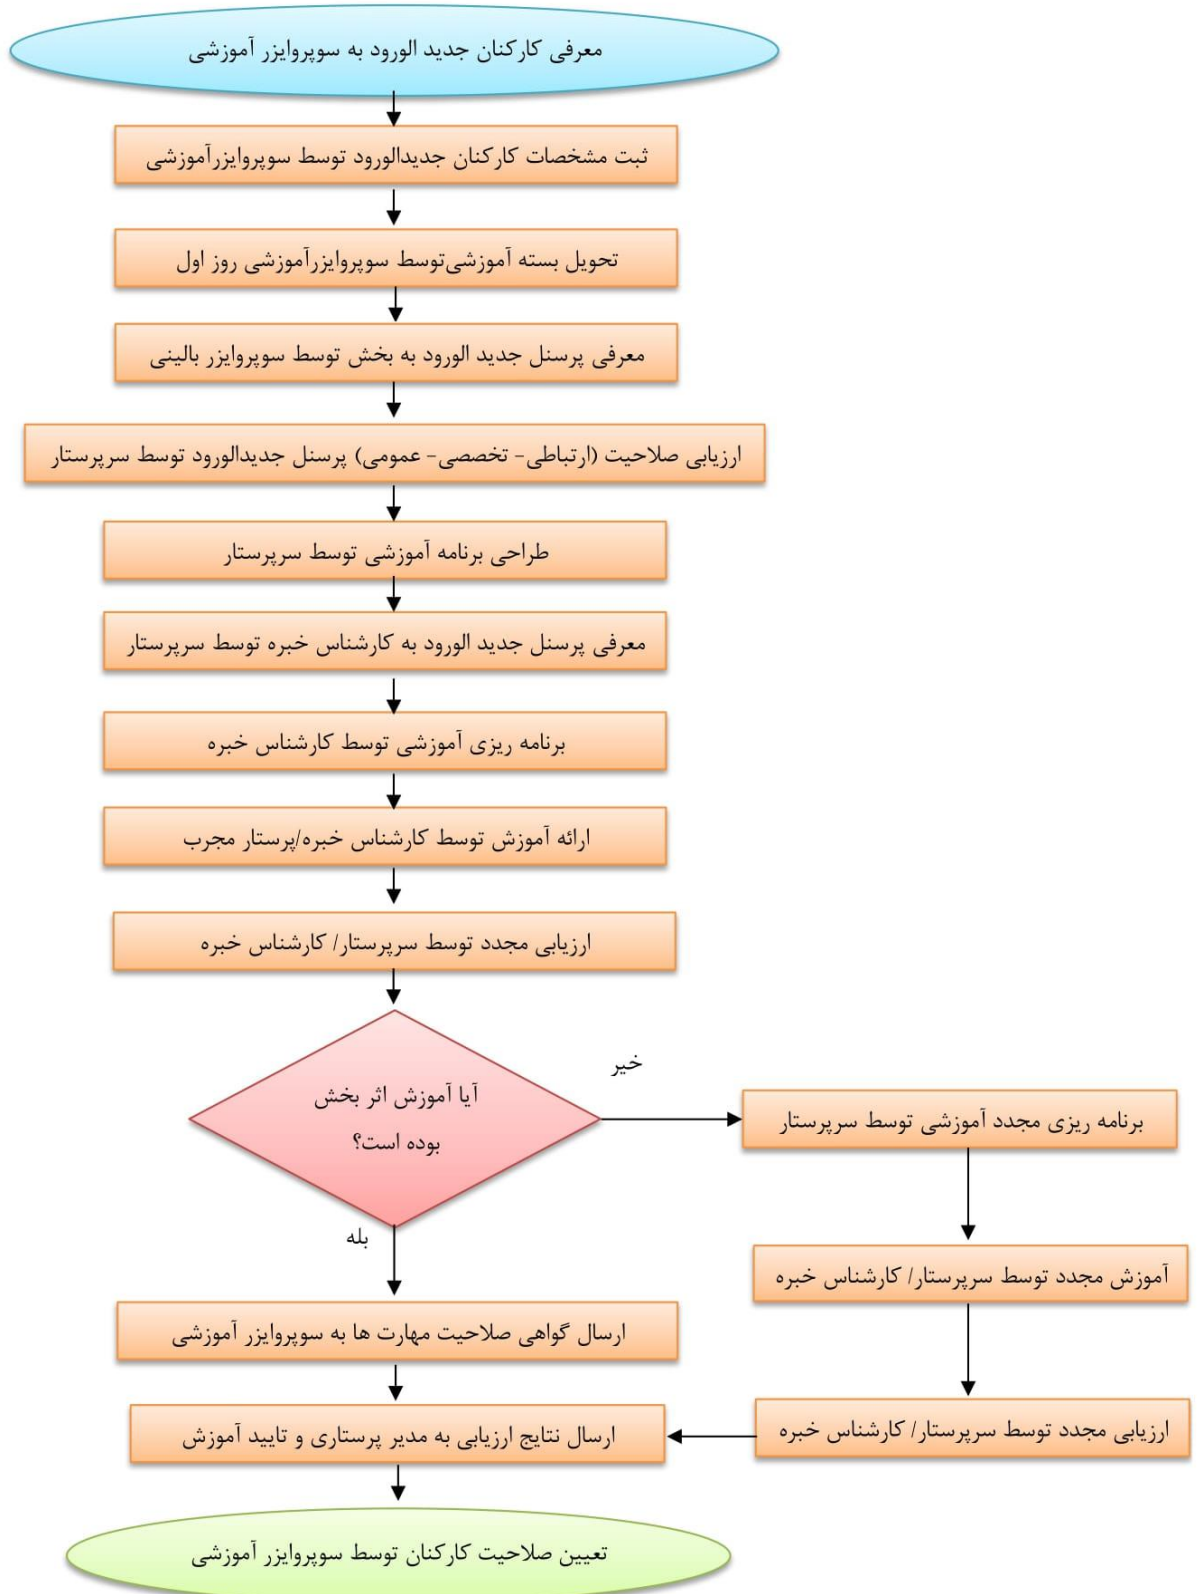 معرفی کارکنان جدید الورود به سوپروایزر آموزشی
ثبت مشخصات کارکنان جدیدالورود توسط سوپروایزرآموزشی
تحویل بسته آموزشی‌توسط سوپروایزرآموزشی روز اول
معرفی پرسنل جدید الورود به بخش توسط سوپروایزر بالینی
ارزیابی صلاحیت (ارتباطی- تخصصی- عمومی) پرسنل جدیدالورود توسط سرپرستار
طراحی برنامه آموزشی توسط سرپرستار
معرفی پرسنل جدید الورود به کارشناس خبره توسط سرپرستار
برنامه ریزی آموزشی توسط کارشناس خبره
ارائه آموزش توسط کارشناس خبره/پرستار مجرب
ارزیابی مجدد توسط سرپرستار/ کارشناس خبره
آیا آموزش اثر بخش
بوده است؟
خیر
برنامه ریزی مجدد آموزشی توسط سرپرستار
آموزش مجدد توسط سرپرستار/ کارشناس خبره
ارزیابی مجدد توسط سرپرستار/ کارشناس خبره
بله
ارسال گواهی صلاحیت مهارت ها به سوپروایزر آموزشی
ارسال نتایج ارزیابی به مدیر پرستاری و تایید آموزش
تعیین صلاحیت کارکنان توسط سوپروایزر آموزشی